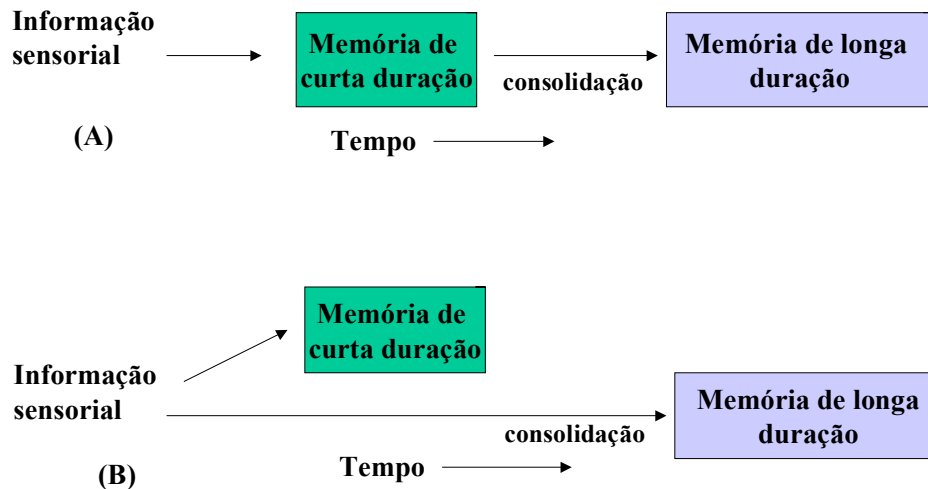 Informação
sensorial
Memória de
curta duração
consolidação
Memória de longa
duração
(A)
Tempo
Memória de
curta duração
Informação
sensorial
consolidação
Memória de longa
duração
Tempo
(B)